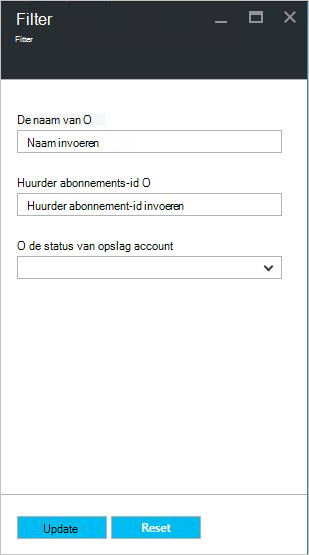 Filter
Fitter
De naam van O
Naam invoeren
Huurder abonnements-id O
Huurder abonnement-id invoeren
O de status van opslag account
Update
Reset